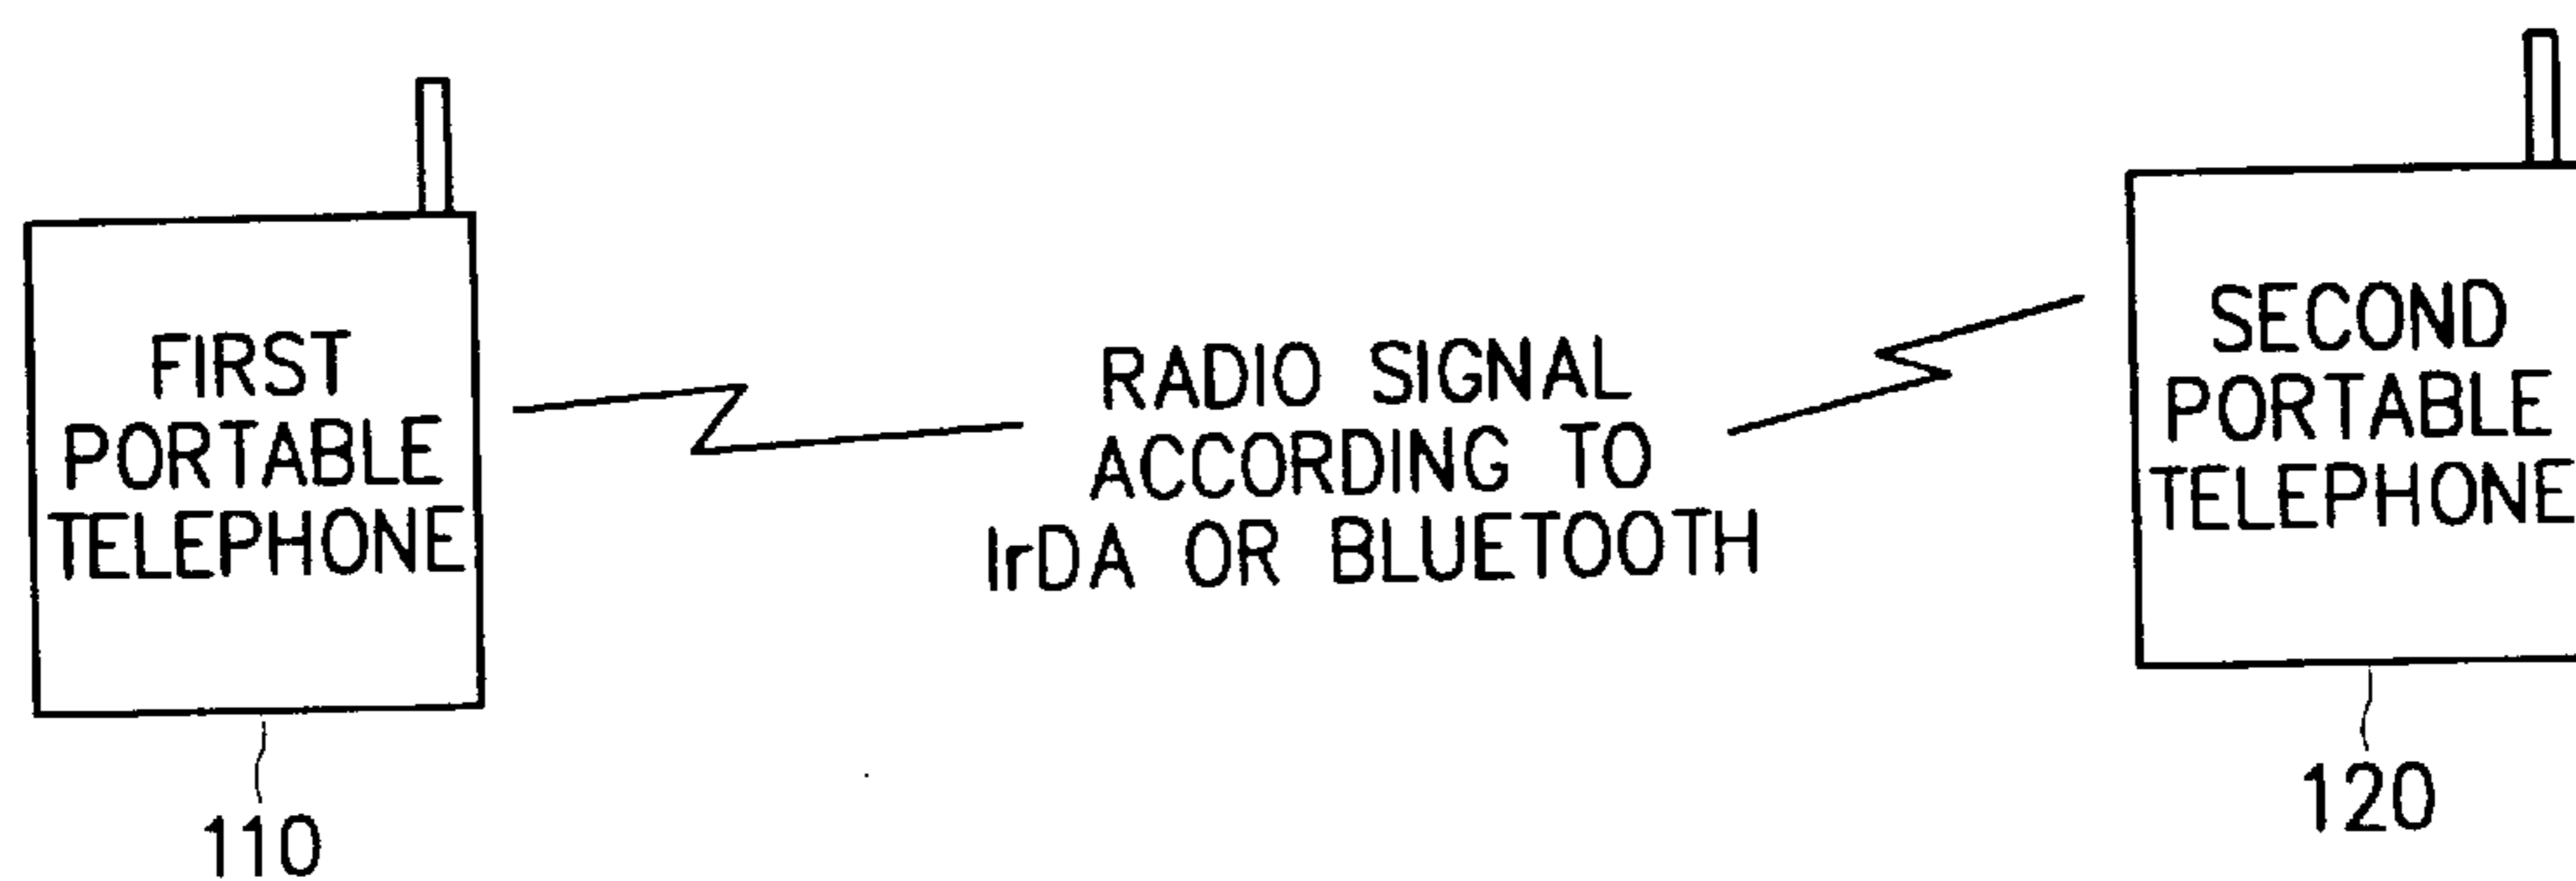 FIRST
PORTABLE
TELEPHONE
110
RADIO SIGNAL
ACCORDING TO
IrDA OR BLUETOOTH
SECOND
PORTABLE
TELEPHONE
120